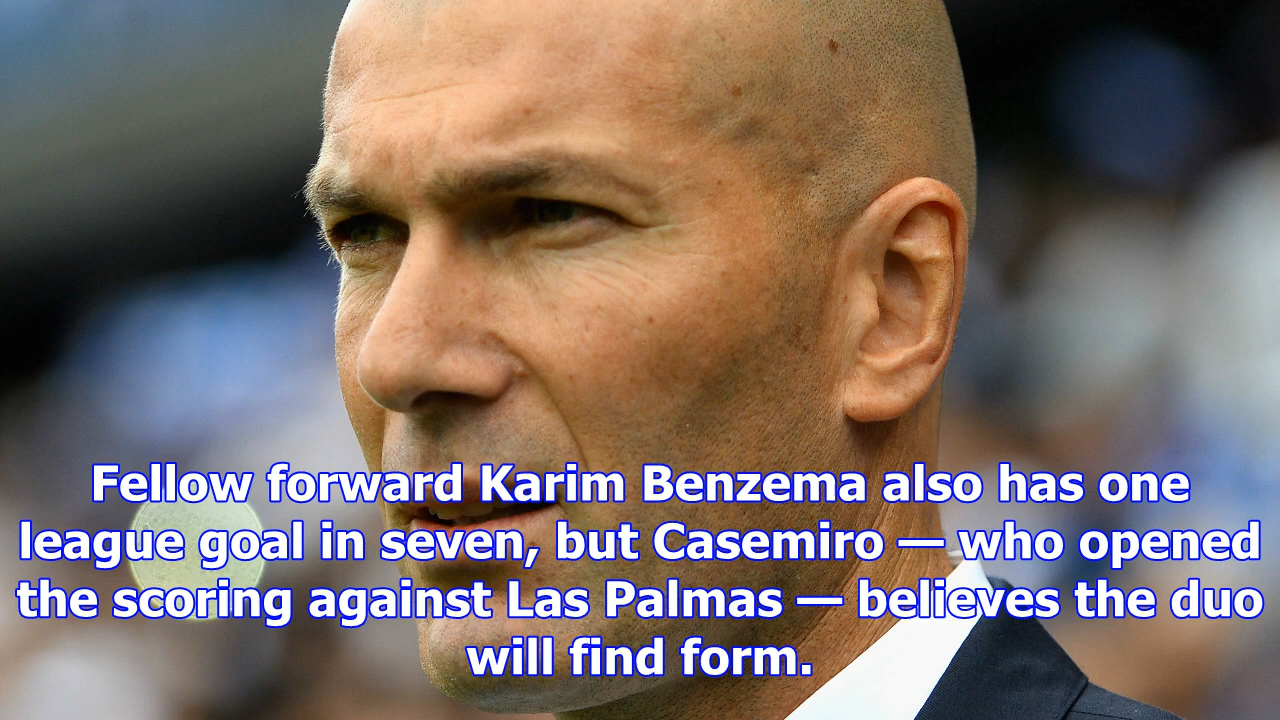 Fellow forward Karim Benzema also has one
league goal in seven, but Casemiro — who opened
the scoring against Las Palmas — believes the duo
will find form.